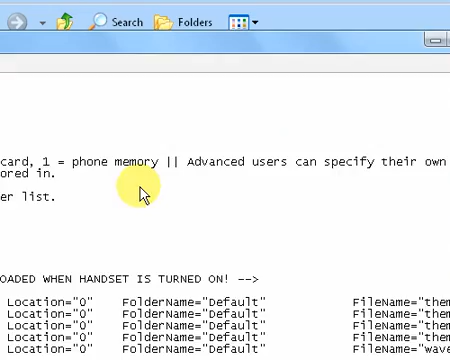 Search Folders
card, 1 = phone memory || Advanced users can specify their own
ored in.
er list.
OADED WHEN HANDSET IS TURNED ON! -->
Location="0" FolderName="Default" FileName="them
Location="0" FolderName="Default" FileName="them
Location="0" FolderName="Default" FileName="them
Location="0" FolderName="Default" FileName="them
Location="0" FolderName="Default" FileName="wave